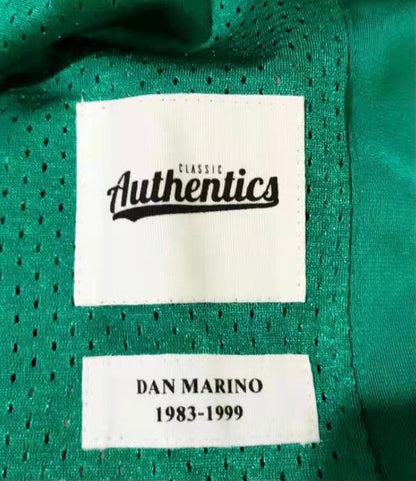 CLASSIC
Authentics
DAN MARINO
1983-1999